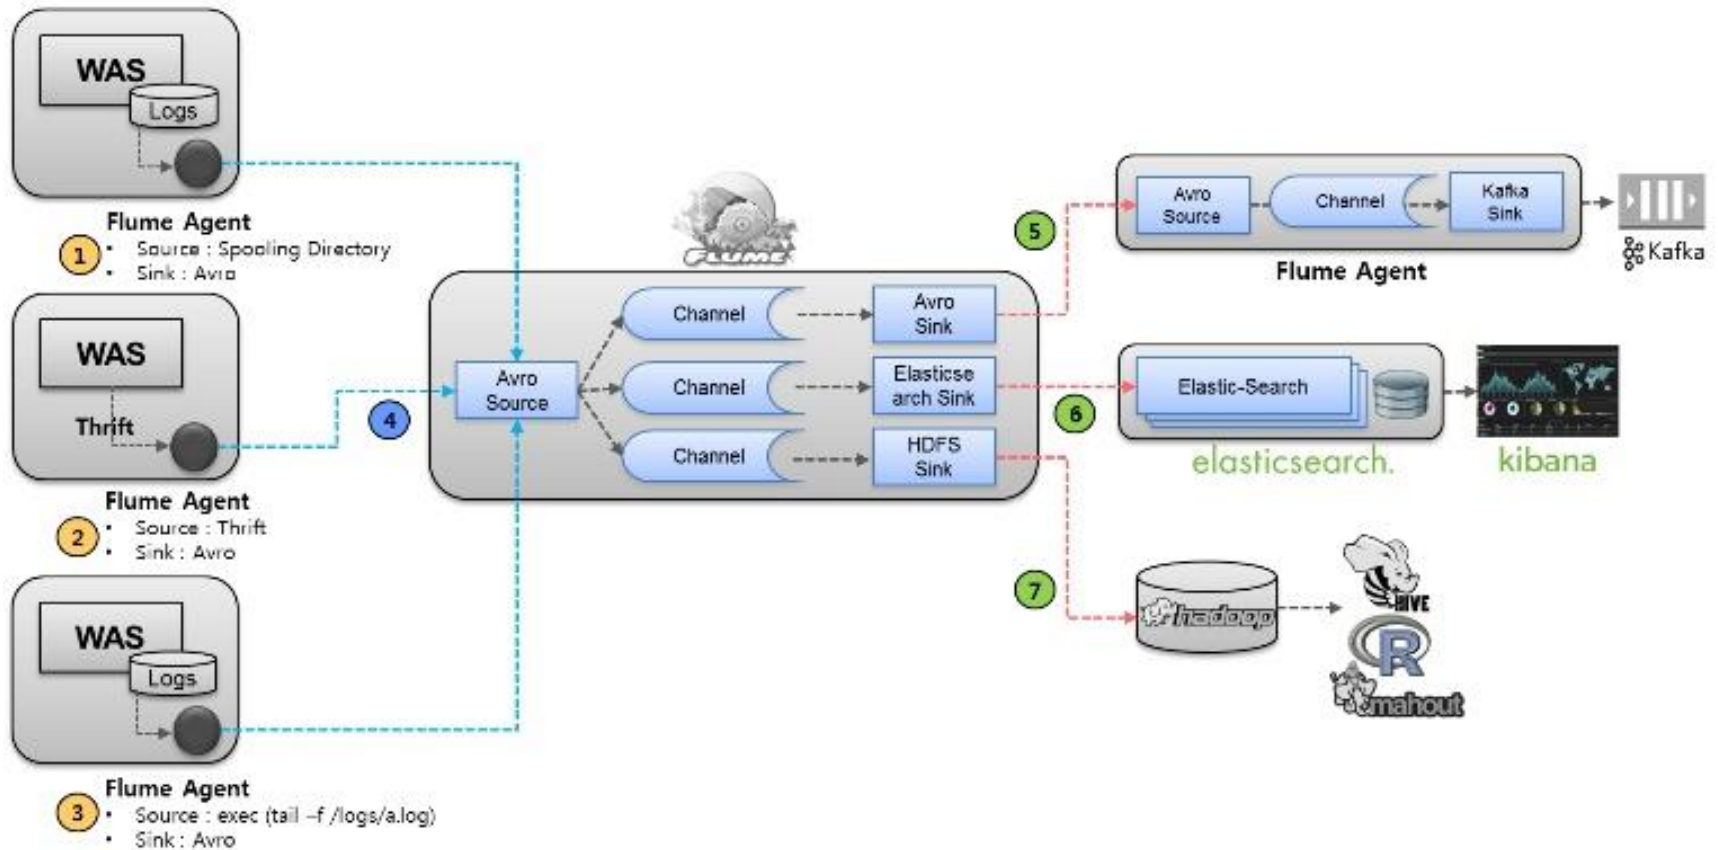 WAS
Logs
Flume Agent
1
• Source : Spooling Directory
• Sink : Avro
WAS
Thrift
Flume Agent
2
• Source : Thrift
• Sink : Avro
WAS
Logs
Flume Agent
3
• Source : exec (tail –f /logs/a.log)
• Sink : Avro
4
FLUME
Avro
Source
Channel
Channel
Channel
Avro
Sink
Elasticse
arch Sink
HDFS
Sink
5
Avro
Source
Channel
Kafka
Sink
Flume Agent
Kafka
6
Elastic-Search
elasticsearch.
kibana
7
hadoop
HIVE
R
mahout